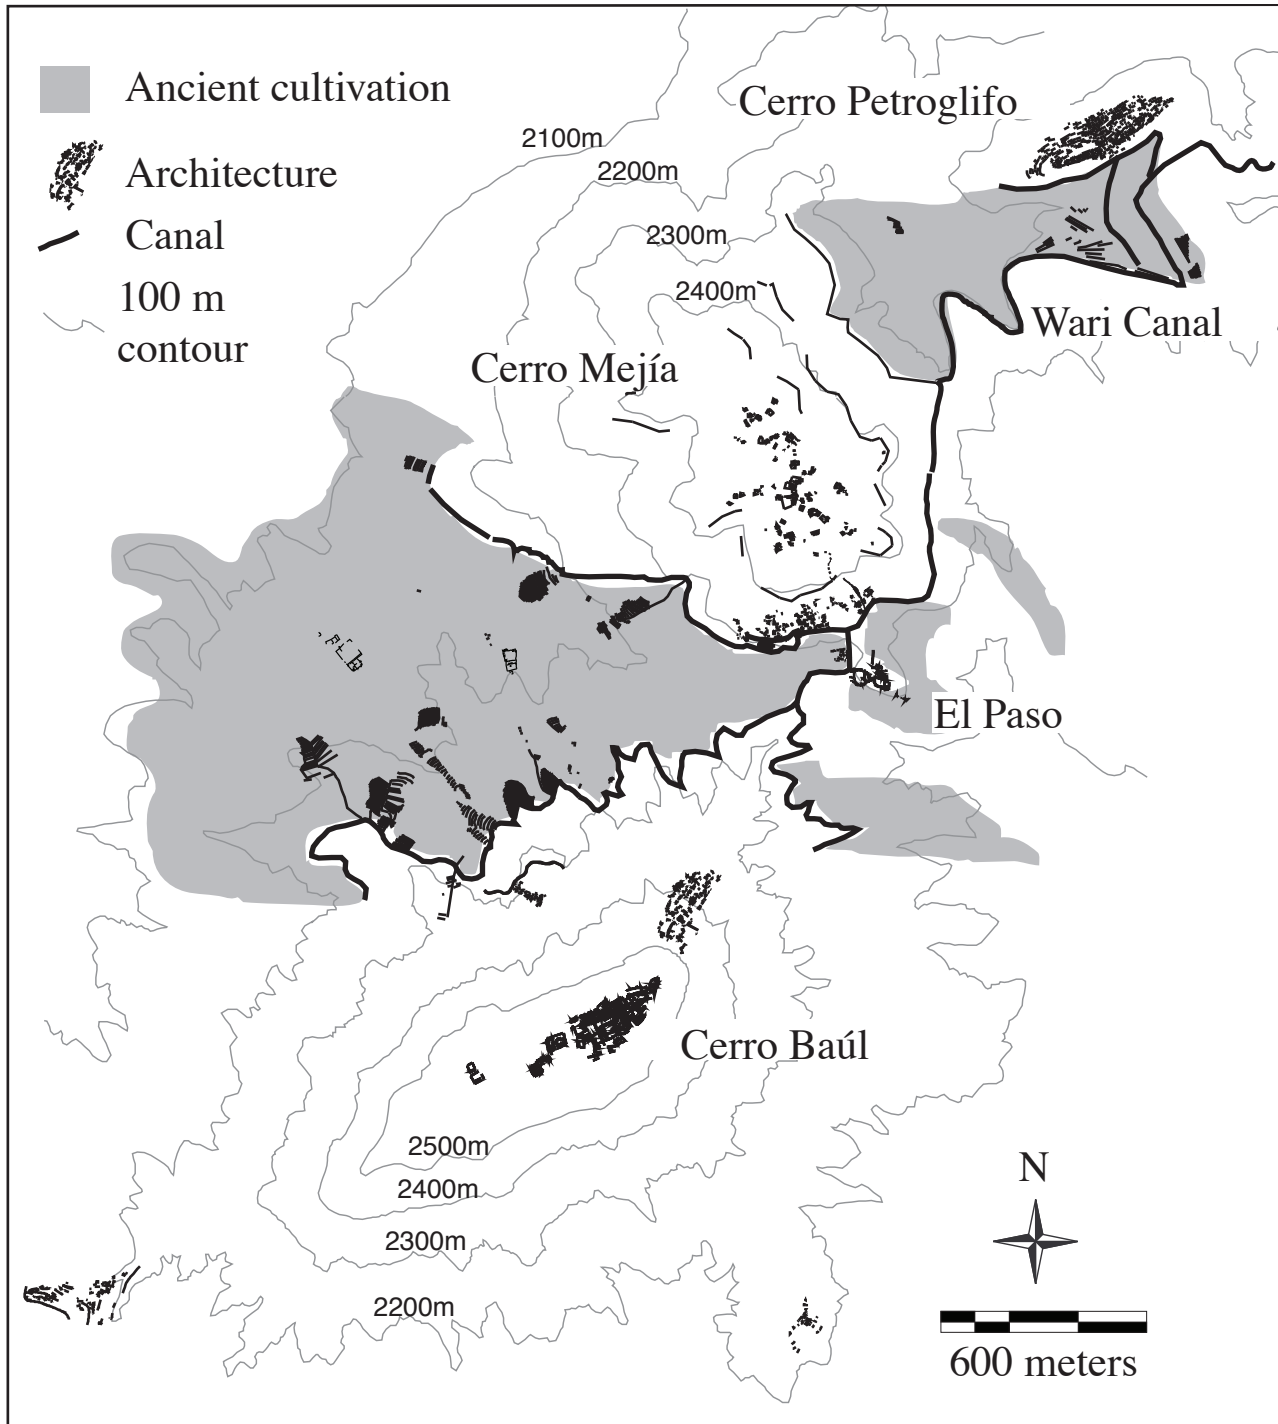 Ancient cultivation
Architecture
Canal
100 m
contour
Cerro Petroglifo
2100m
2200m
2300m
2400m
Wari Canal
Cerro Mejía
El Paso
Cerro Baúl
2500m
2400m
2300m
2200m
N
600 meters